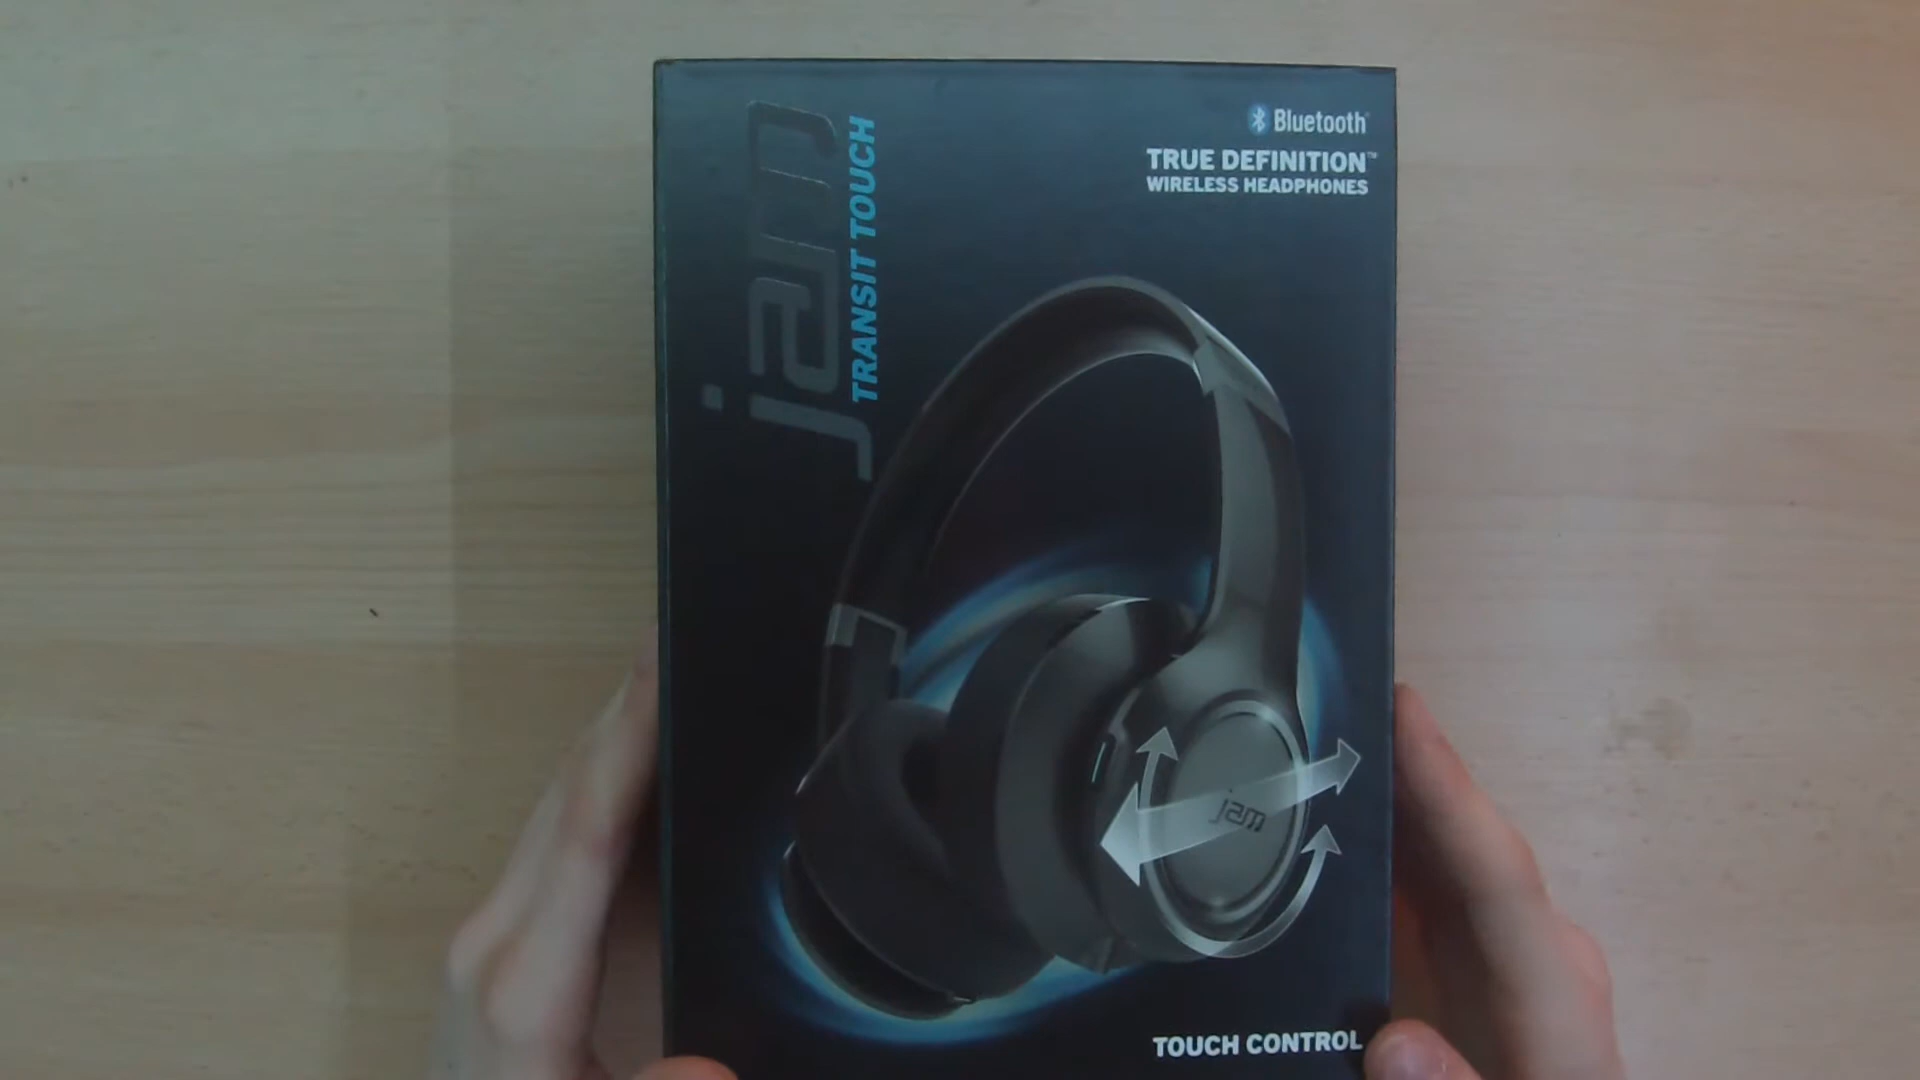 jam
TRANSIT TOUCH
Bluetooth
TRUE DEFINITION™
WIRELESS HEADPHONES
jam
TOUCH CONTROL